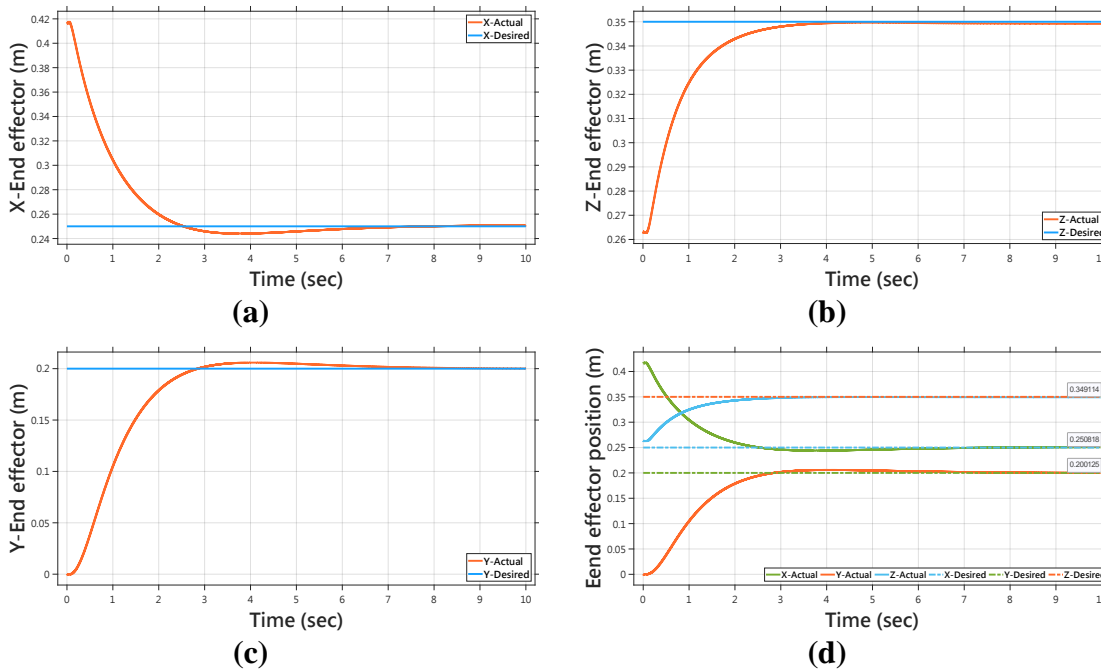 X-End effector (m)
0.42
0.4
0.38
0.36
0.34
0.32
0.3
0.28
0.26
0.24
X-Actual
X-Desired
0 1 2 3 4 5 6 7 8 9 10
Time (sec)
(a)
Z-End effector (m)
0.35
0.34
0.33
0.32
0.31
0.3
0.29
0.28
0.27
0.26
Z-Actual
Z-Desired
0 1 2 3 4 5 6 7 8 9
Time (sec)
(b)
Y-End effector (m)
0.2
0.15
0.1
0.05
0
Y-Actual
Y-Desired
0 1 2 3 4 5 6 7 8 9 10
Time (sec)
(c)
Eend effector position (m)
0.4
0.35
0.3
0.25
0.2
0.15
0.1
0.05
0
0.349114
0.250818
0.200125
X-Actual Y-Actual Z-Actual X-Desired Y-Desired Z-Desired
0 1 2 3 4 5 6 7 8 9
Time (sec)
(d)